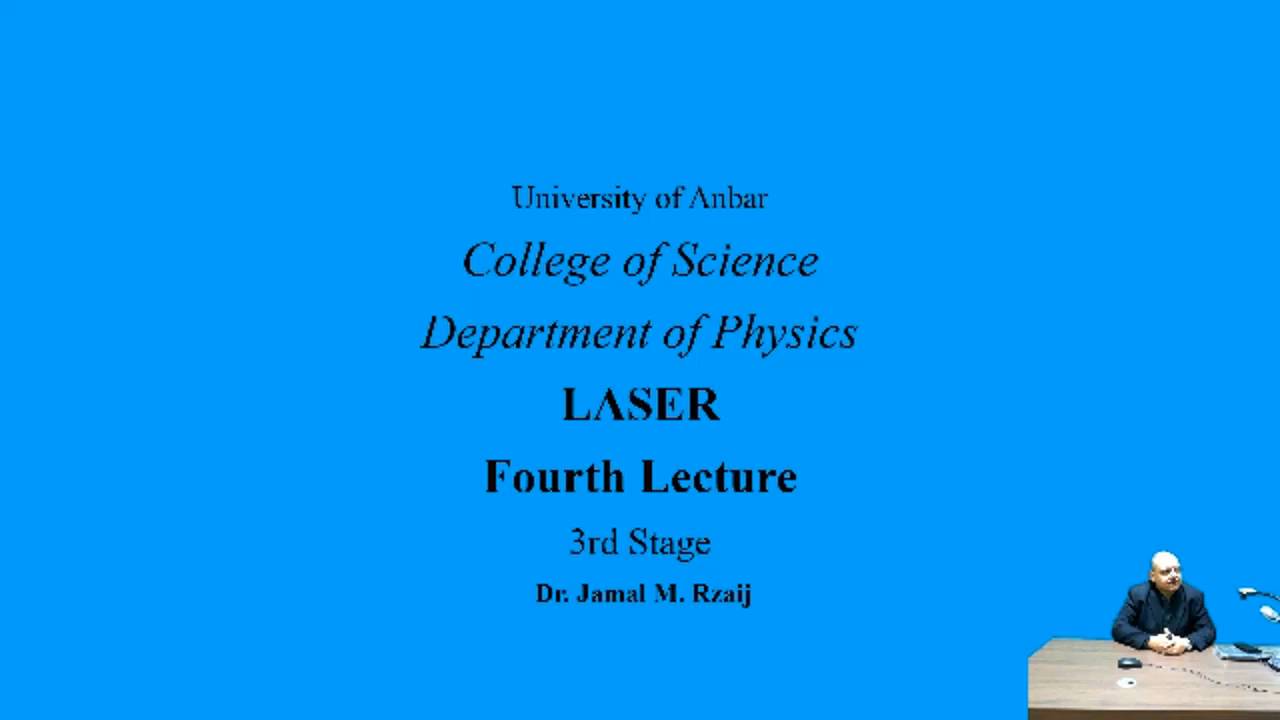 University of Anbar
College of Science
Department of Physics
LASER
Fourth Lecture
3rd Stage
Dr. Jamal M. Rzaij